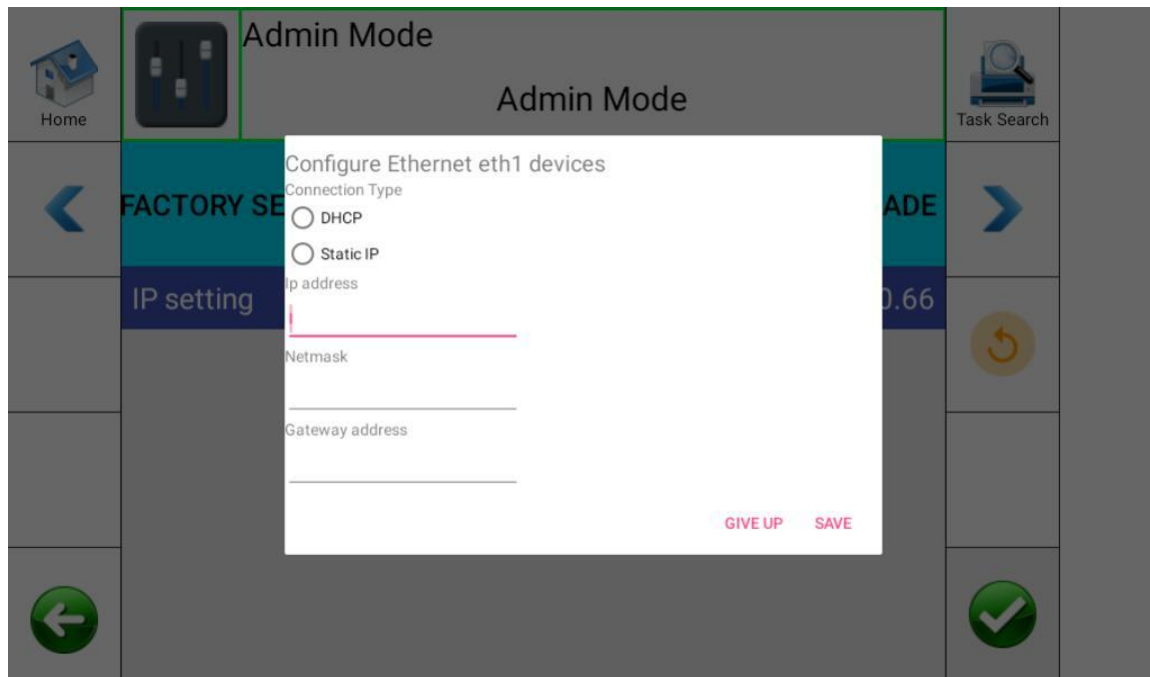 Admin Mode
Admin Mode
Home
Task Search
Configure Ethernet eth1 devices
Connection Type
DHCP
Static IP
Ip address
Netmask
Gateway address
GIVE UP SAVE
FACTORY SE
ADE
IP setting
0.66